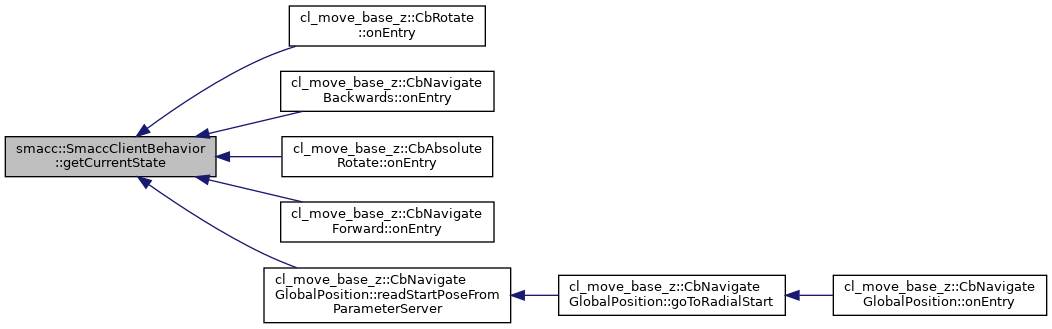 cl_move_base_z::CbRotate
::onEntry
cl_move_base_z::CbNavigate
Backwards::onEntry
smacc::SmaccClientBehavior
::getCurrentState
cl_move_base_z::CbAbsolute
Rotate::onEntry
cl_move_base_z::CbNavigate
Forward::onEntry
cl_move_base_z::CbNavigate
GlobalPosition::readStartPoseFrom
ParameterServer
cl_move_base_z::CbNavigate
GlobalPosition::goToRadialStart
cl_move_base_z::CbNavigate
GlobalPosition::onEntry